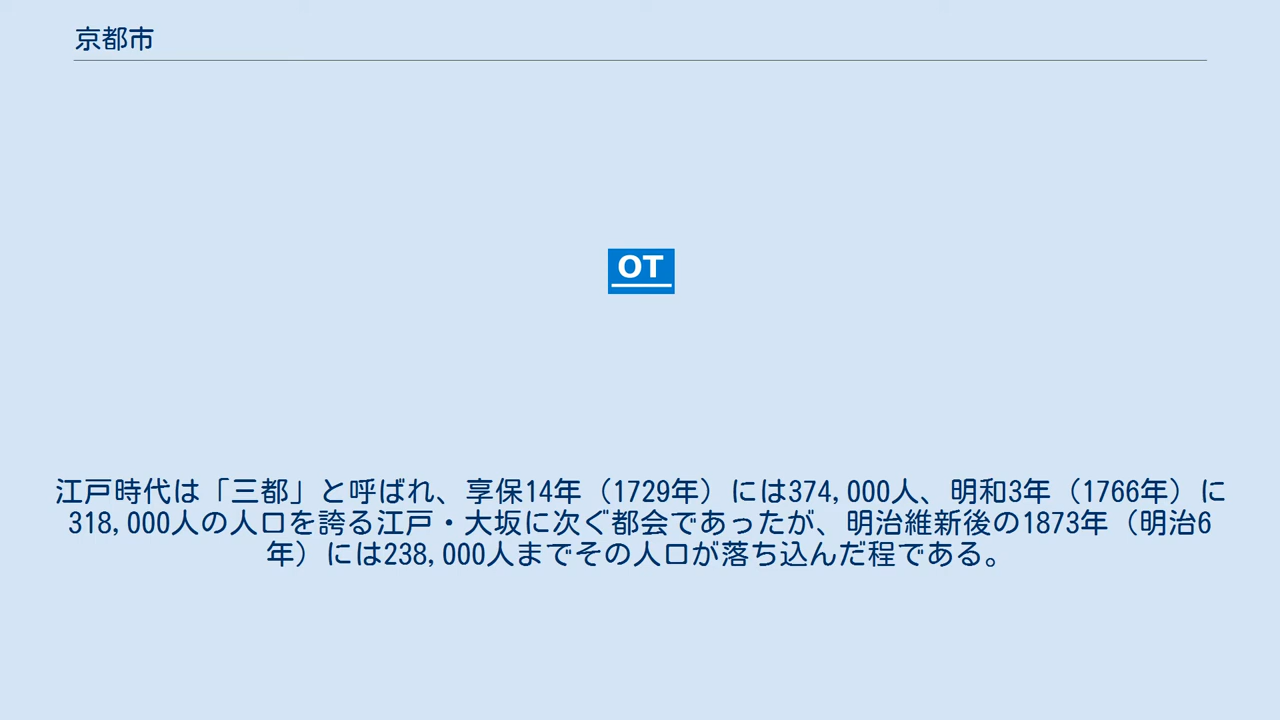 京都市
OT
江戸時代は「三都」と呼ばれ、享保14年（1729年）には374,000人、明和3年（1766年）に
318,000人の人口を誇る江戸・大坂に次ぐ都会であったが、明治維新後の1873年（明治6
年）には238,000人までその人口が落ち込んだ程である。